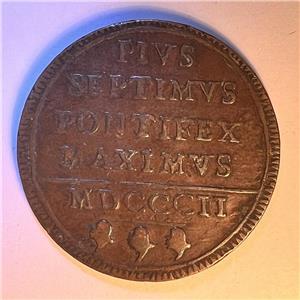 PIVS
SEPTIMVS
PONTIFEX
MAXIMVS
MDCCCII